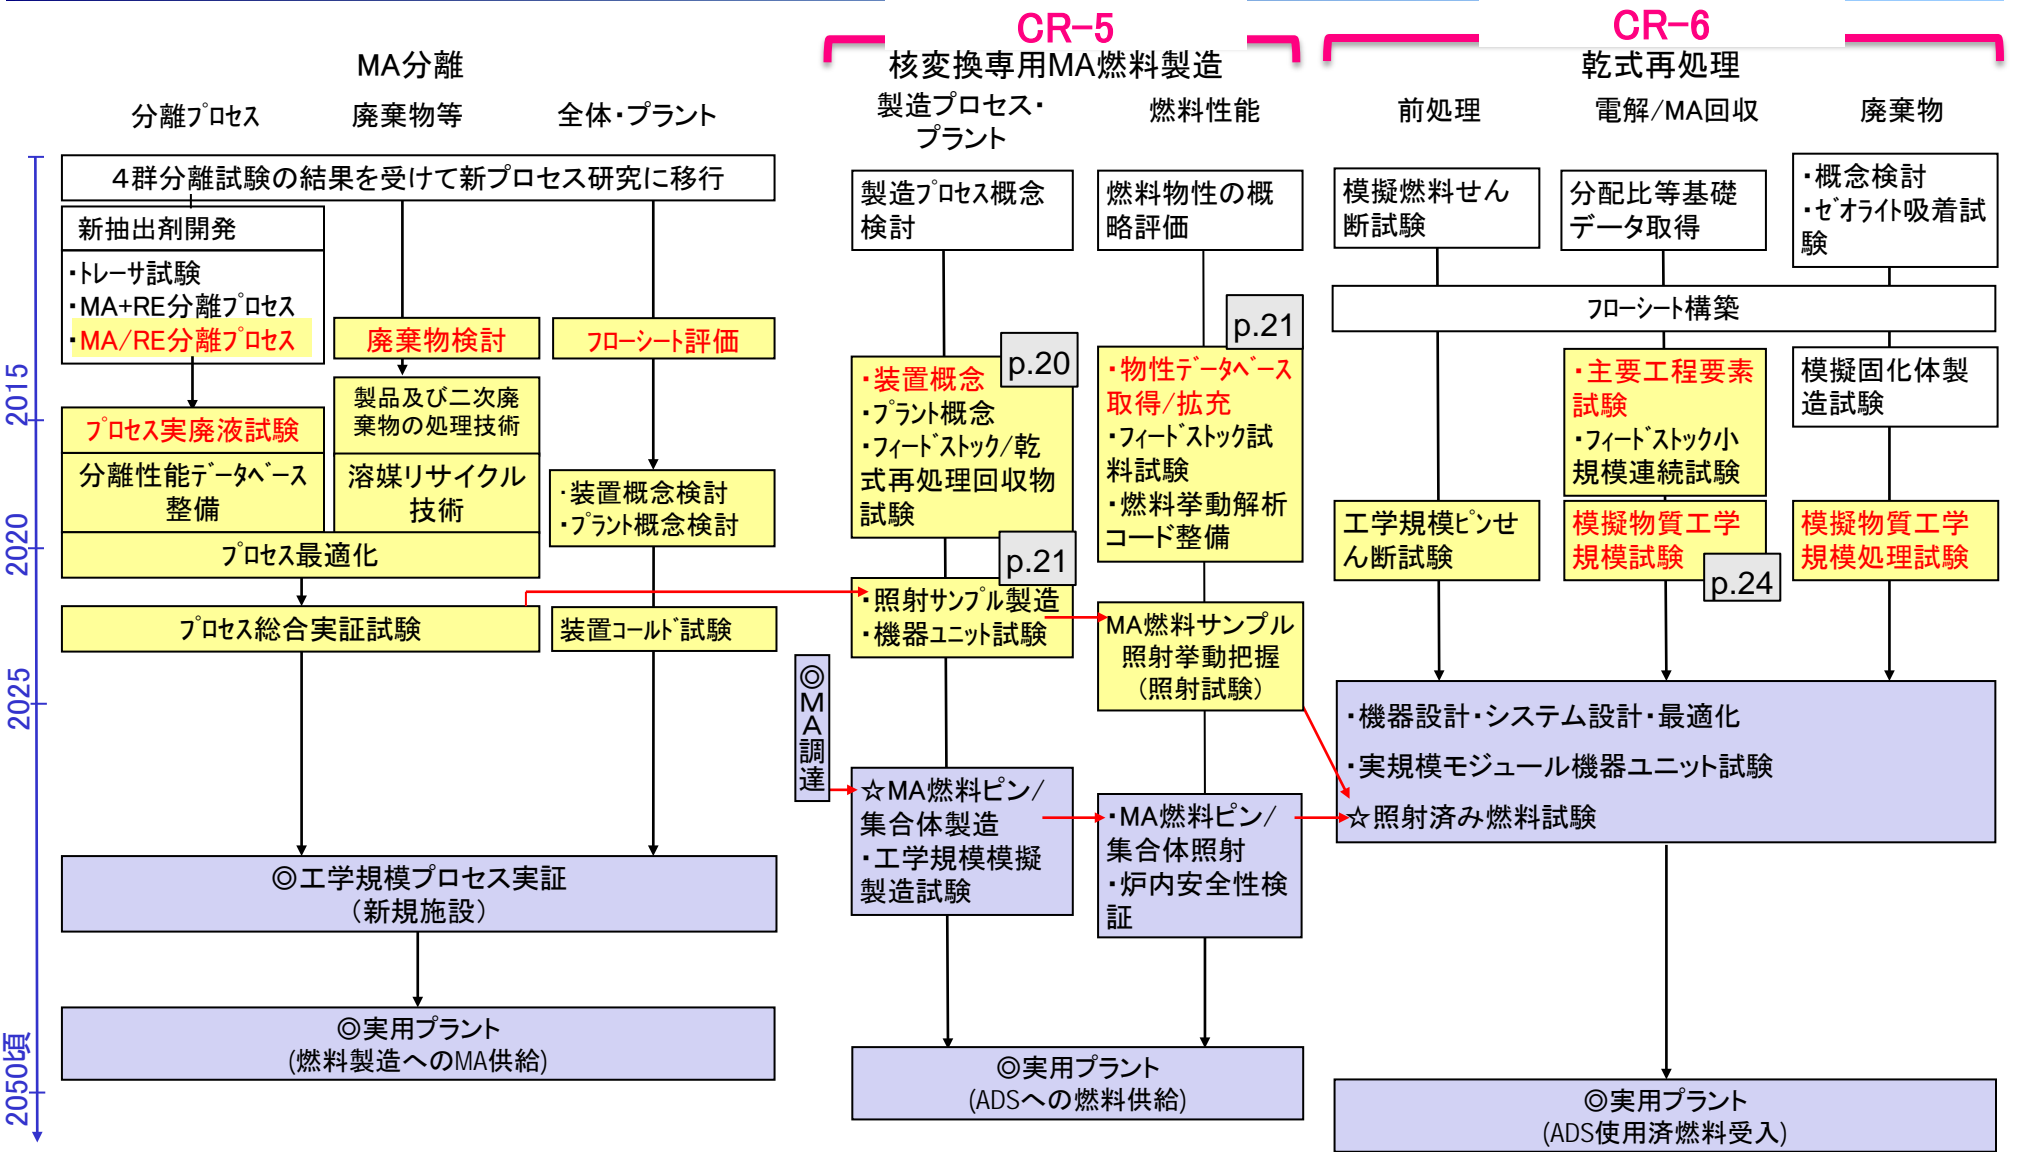 CR-5
CR-6
MA分離
核変換専用MA燃料製造
乾式再処理
分離ﾌﾟﾛｾｽ
廃棄物等
全体・プラント
製造プロセス・
プラント
燃料性能
前処理
電解/MA回収
廃棄物
2015
2020
2025
2050頃
４群分離試験の結果を受けて新プロセス研究に移行
新抽出剤開発
・ﾄﾚｰｻ試験
・MA+RE分離ﾌﾟﾛｾｽ
・MA/RE分離ﾌﾟﾛｾｽ
ﾌﾟﾛｾｽ実廃液試験
分離性能ﾃﾞｰﾀﾍﾞｰｽ
整備
廃棄物検討
製品及び二次廃
棄物の処理技術
溶媒リサイクル
技術
ﾌﾟﾛｾｽ最適化
ﾌﾟﾛｾｽ総合実証試験
ﾌﾛｰｼｰﾄ評価
・装置概念検討
・ﾌﾟﾗﾝﾄ概念検討
装置ｺｰﾙﾄﾞ試験
◎工学規模プロセス実証
（新規施設）
◎実用プラント
(燃料製造へのMA供給)
製造ﾌﾟﾛｾｽ概念
検討
p.20
・装置概念
・ﾌﾟﾗﾝﾄ概念
・ﾌｨｰﾄﾞｽﾄｯｸ/乾
式再処理回収物
試験
p.21
・照射ｻﾝﾌﾟﾙ製造
・機器ﾕﾆｯﾄ試験
◎MA調達
☆MA燃料ピン/
集合体製造
・工学規模模擬
製造試験
燃料物性の概
略評価
p.21
・物性ﾃﾞｰﾀﾍﾞｰｽ
取得/拡充
・ﾌｨｰﾄﾞｽﾄｯｸ試
料試験
・燃料挙動解析
コード整備
MA燃料サンプル
照射挙動把握
（照射試験）
・MA燃料ピン/
集合体照射
・炉内安全性検
証
◎実用プラント
(ADSへの燃料供給)
模擬燃料せん
断試験
分配比等基礎
データ取得
・概念検討
・ｾﾞｵﾗｲﾄ吸着試
験
ﾌﾛｰｼｰﾄ構築
・主要工程要素
試験
・ﾌｨｰﾄﾞｽﾄｯｸ小
規模連続試験
模擬固化体製
造試験
工学規模ﾋﾟﾝせ
ん断試験
模擬物質工学
規模試験
p.24
模擬物質工学
規模処理試験
・機器設計・システム設計・最適化
・実規模モジュール機器ユニット試験
☆照射済み燃料試験
◎実用プラント
(ADS使用済燃料受入)